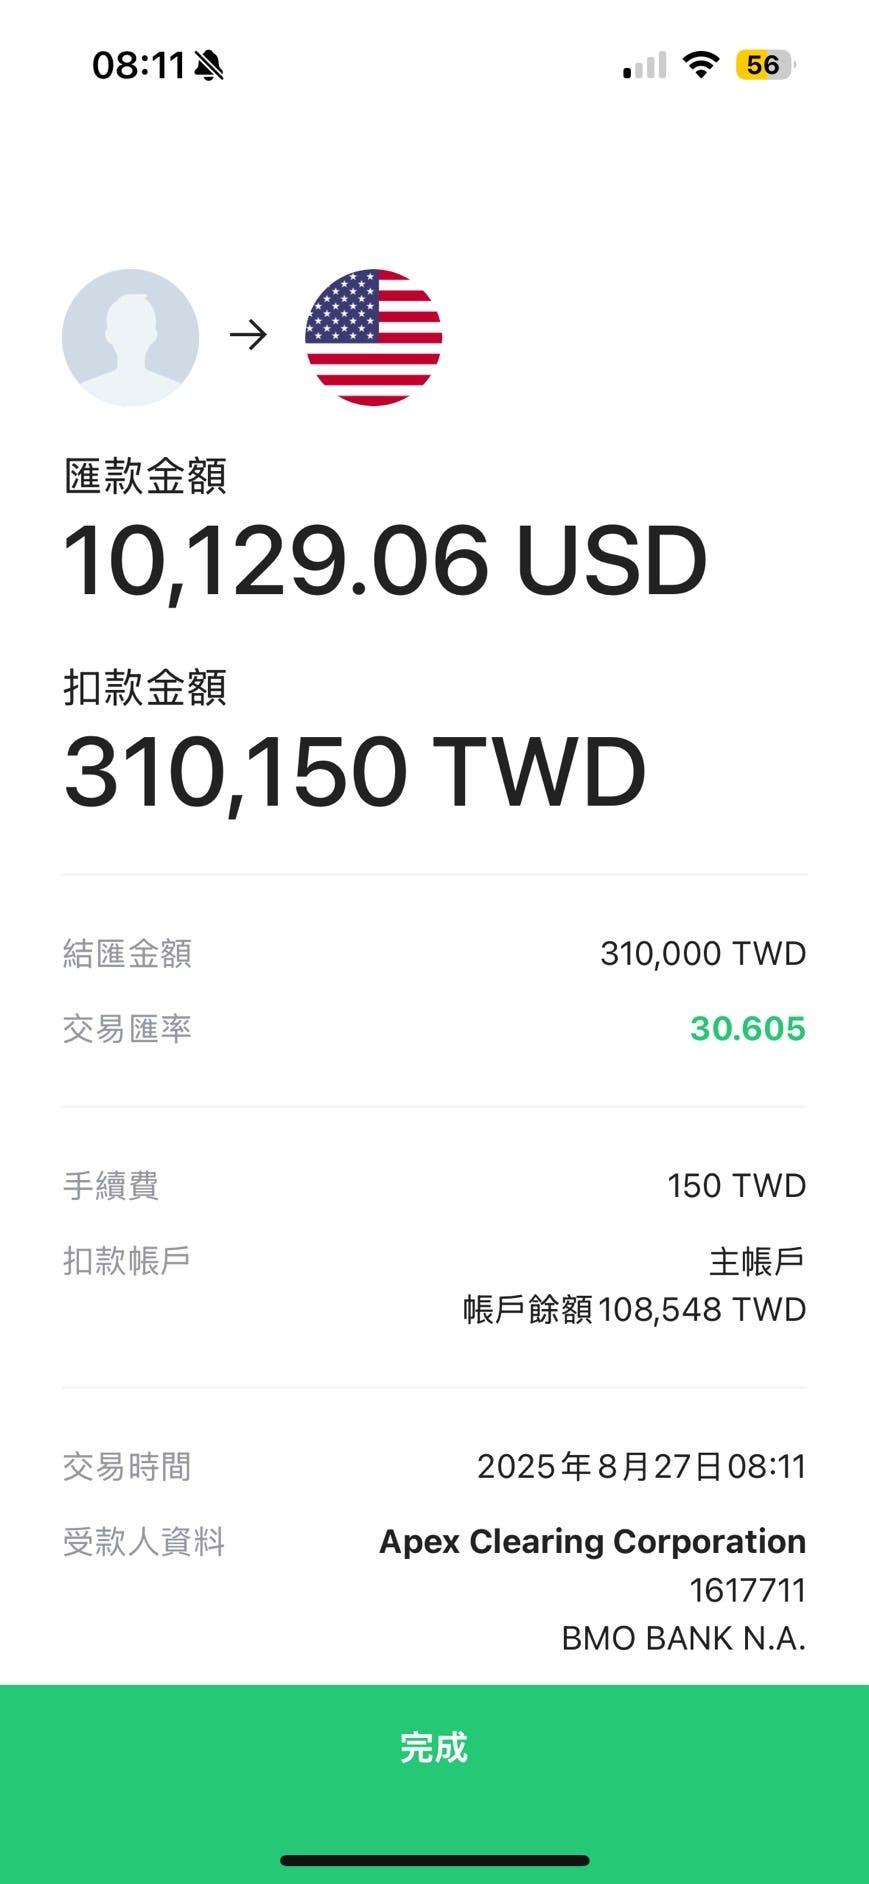 08:11
56
匯款金額
10,129.06 USD
扣款金額
310,150 TWD
結匯金額 310,000 TWD
交易匯率 30.605
手續費 150 TWD
扣款帳戶 主帳戶
帳戶餘額108,548 TWD
交易時間 2025年8月27日08:11
受款人資料 Apex Clearing Corporation
1617711
BMO BANK N.A.
完成